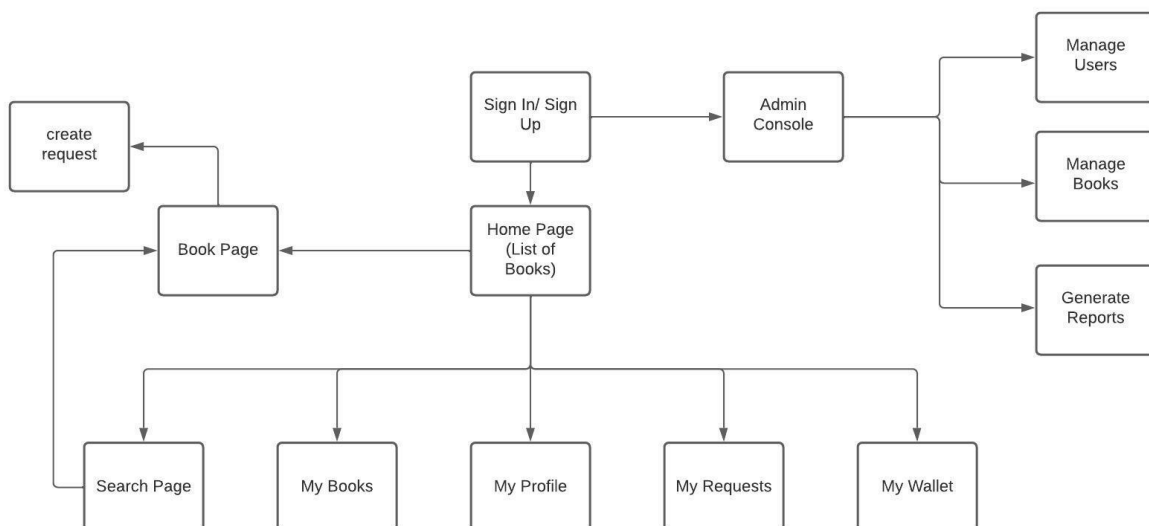 Manage
Users
Sign In/ Sign
Up
Admin
Console
create
request
Manage
Books
Book Page
Home Page
(List of
Books)
Generate
Reports
Search Page
My Books
My Profile
My Requests
My Wallet